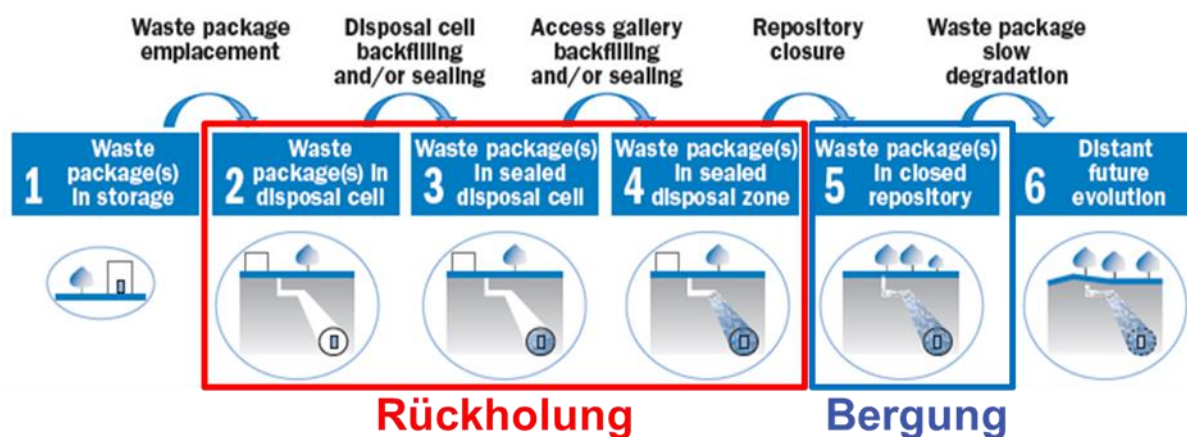 Waste package
emplacement
Disposal cell
backfilling
and/or sealing
Access gallery
backfilling
and/or sealing
Repository
closure
Waste package
slow
degradation
1
Waste
package(s)
in storage
2
Waste
package(s) in
disposal cell
3
Waste package(s)
in sealed
disposal cell
4
Waste package(s)
in sealed
disposal zone
5
Waste package(s)
in closed
repository
6
Distant
future
evolution
Rückholung
Bergung